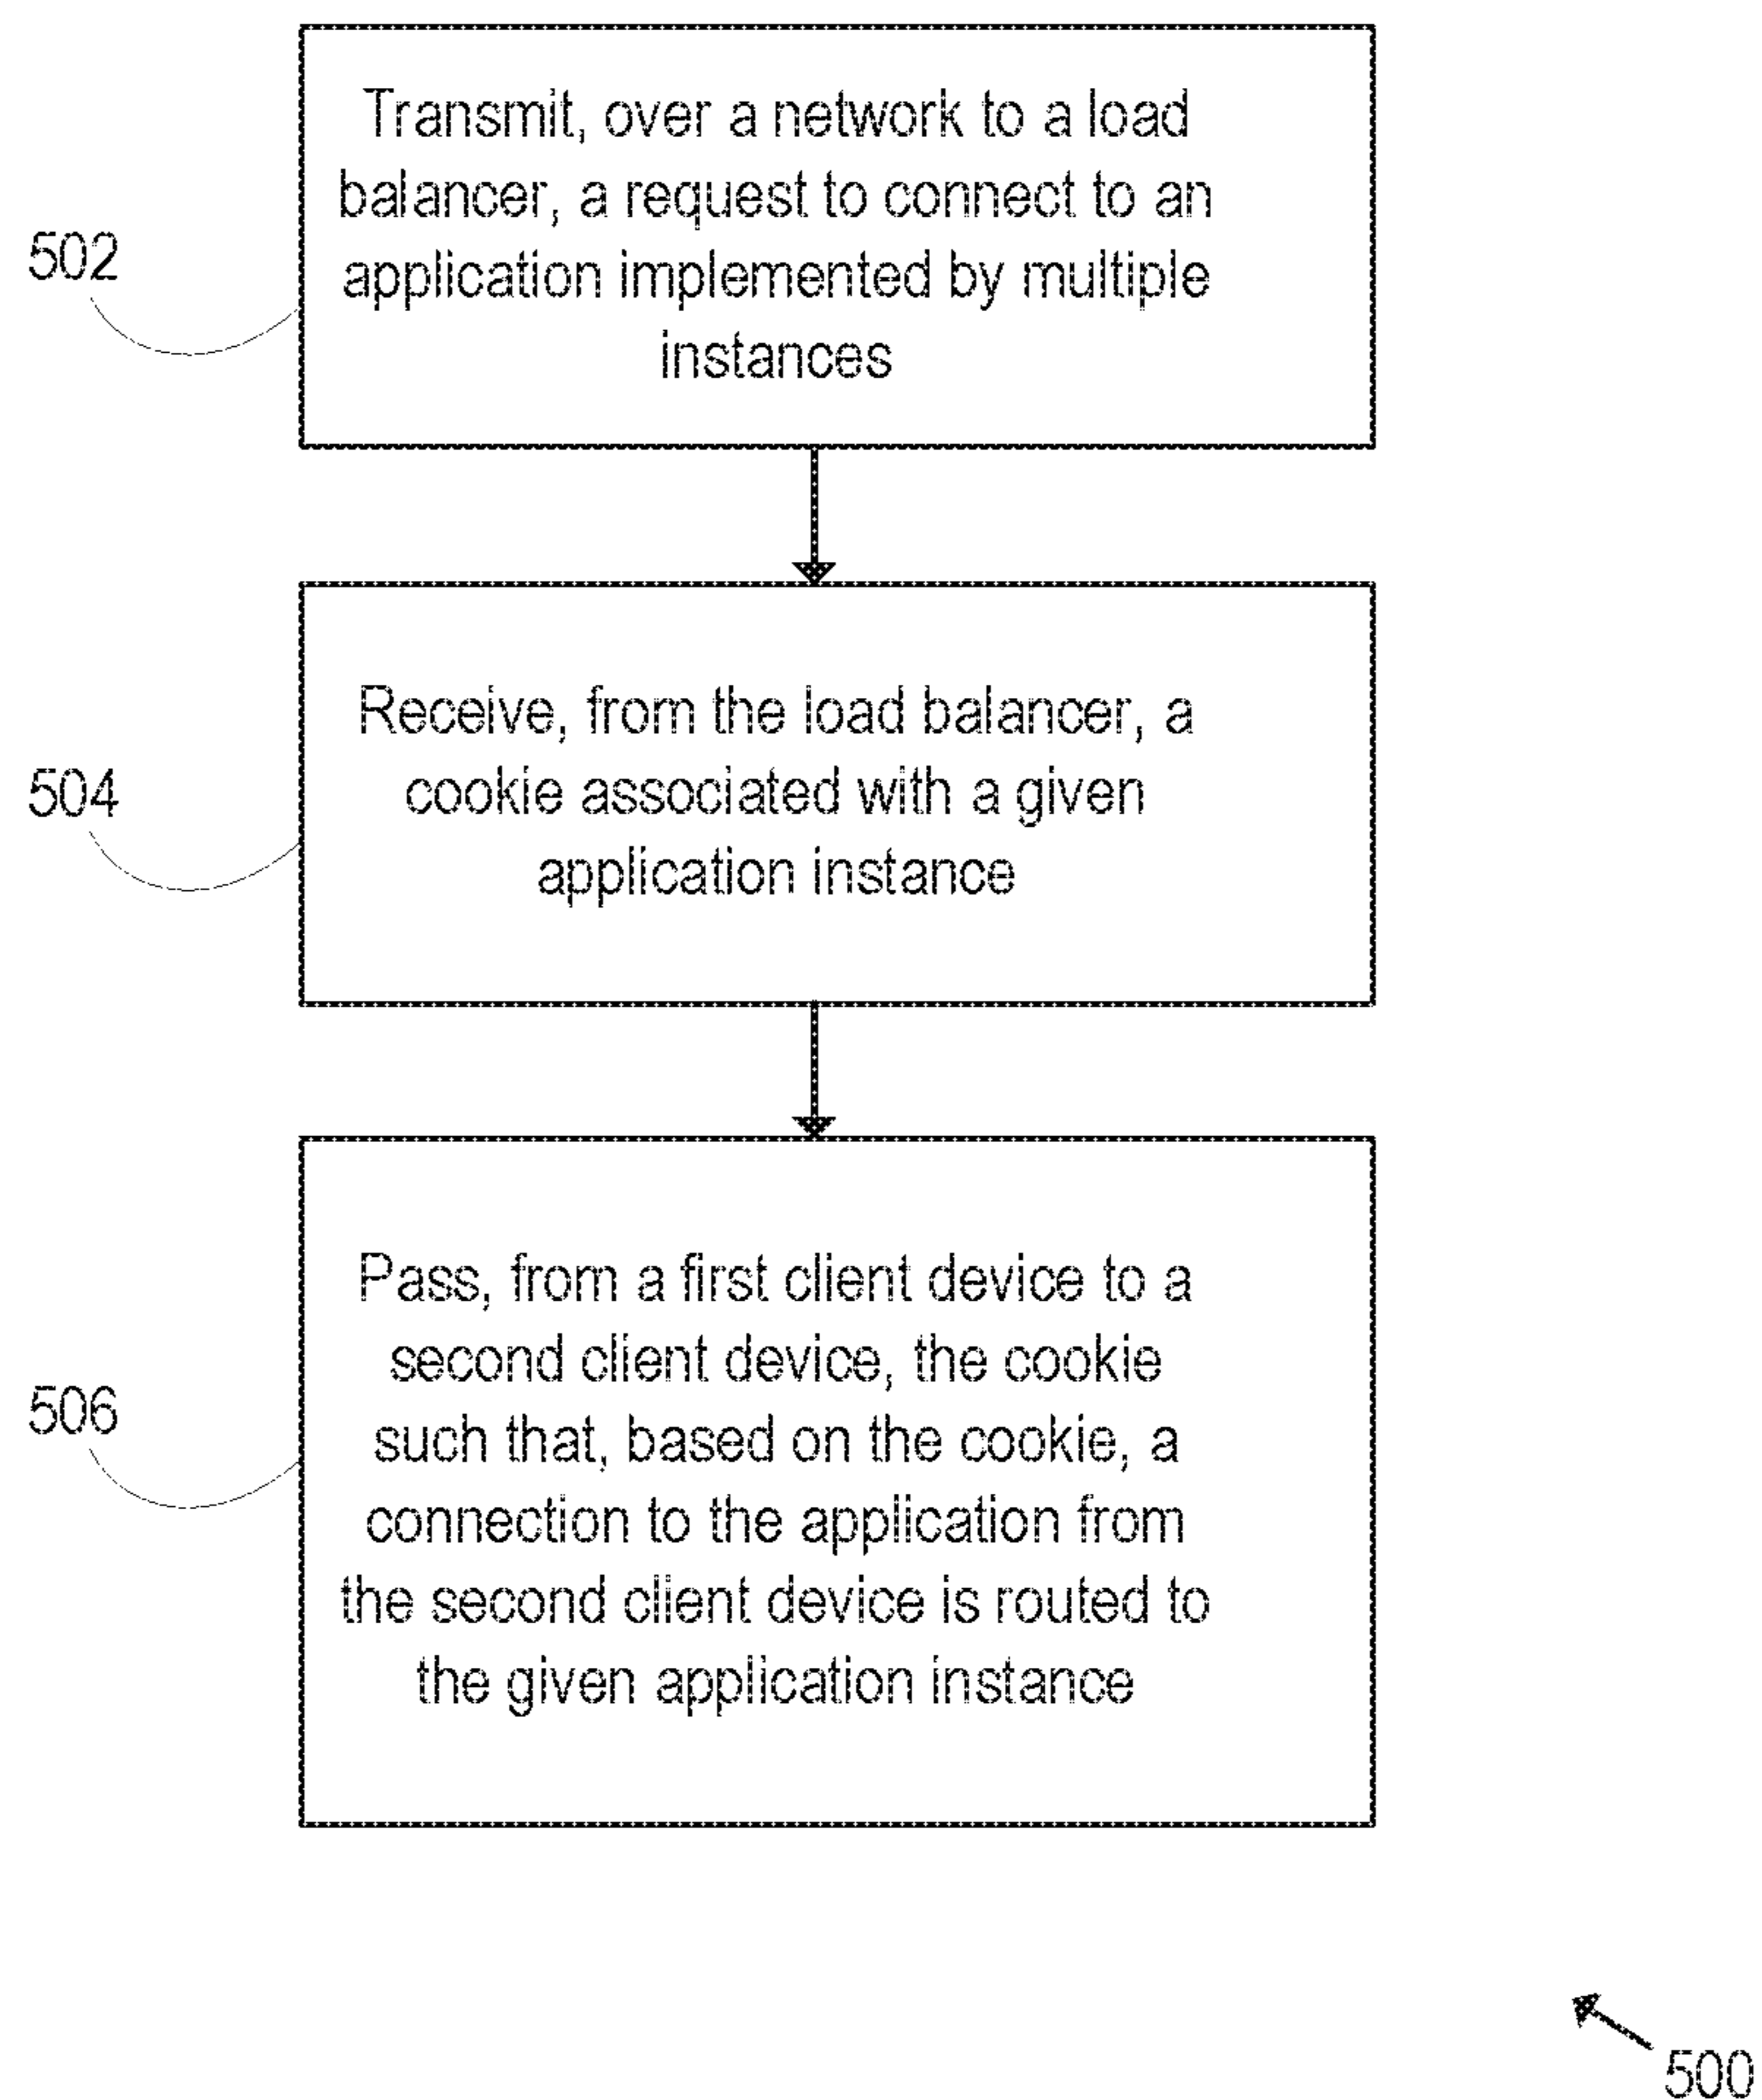 Transmit, over a network to a load
balancer, a request to connect to an
application implemented by multiple
instances
502
Receive, from the load balancer, a
cookie associated with a given
application instance
504
Pass, from a first client device to a
second client device, the cookie
such that, based on the cookie, a
connection to the application from
the second client device is routed to
the given application instance
506
500